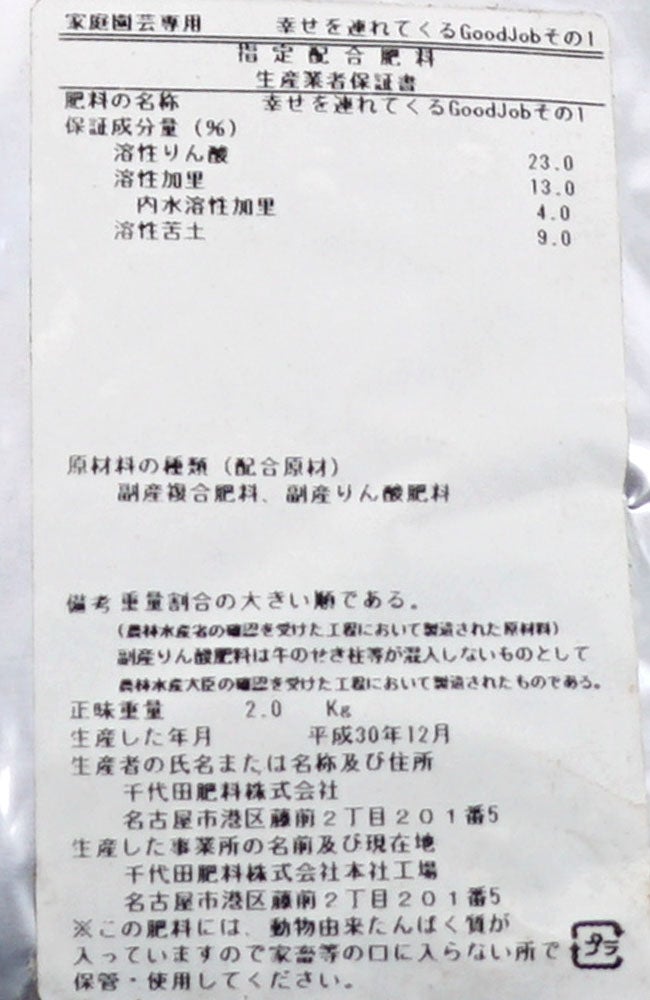 家庭園芸専用 幸せを連れてくるGoodJobその1
指定配合肥料
生産業者保証書
肥料の名称 幸せを連れてくるGoodJobその1
保証成分量(%)
溶性りん酸 23.0
溶性加里 13.0
内水溶性加里 4.0
溶性苦土 9.0
原材料の種類(配合原材)
副産複合肥料、副産りん酸肥料
備考 重量割合の大きい順である。
(農林水産省の確認を受けた工程において製造された原材料)
副産りん酸肥料は牛のせき柱等が混入しないものとして
農林水産大臣の確認を受けた工程において製造されたものである。
正味重量 2.0 Kg
生産した年月 平成30年12月
生産者の氏名または名称及び住所
千代田肥料株式会社
名古屋市港区藤前2丁目201番5
生産した事業所の名前及び現在地
千代田肥料株式会社本社工場
名古屋市港区藤前2丁目201番5
※この肥料には、動物由来たんぱく質が
入っていますので家畜等の口に入らない所で
保管・使用してください。
プラ